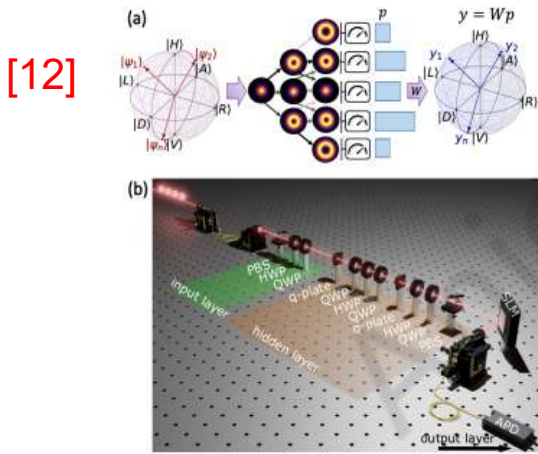 [12]
(a)
p
y = Wp
|H⟩
|ψ₁⟩
|ψ₂⟩
|A⟩
|L⟩
|R⟩
|D⟩
|ψₙ⟩
|V⟩
W
|H⟩
y₁
y₂
|A⟩
|L⟩
|R⟩
|D⟩
yₙ
|V⟩
(b)
PBS
HWP
QWP
q-plate
QWP
HWP
QWP
q-plate
QWP
HWP
QWP
PBS
SLM
input layer
hidden layer
APD
output layer